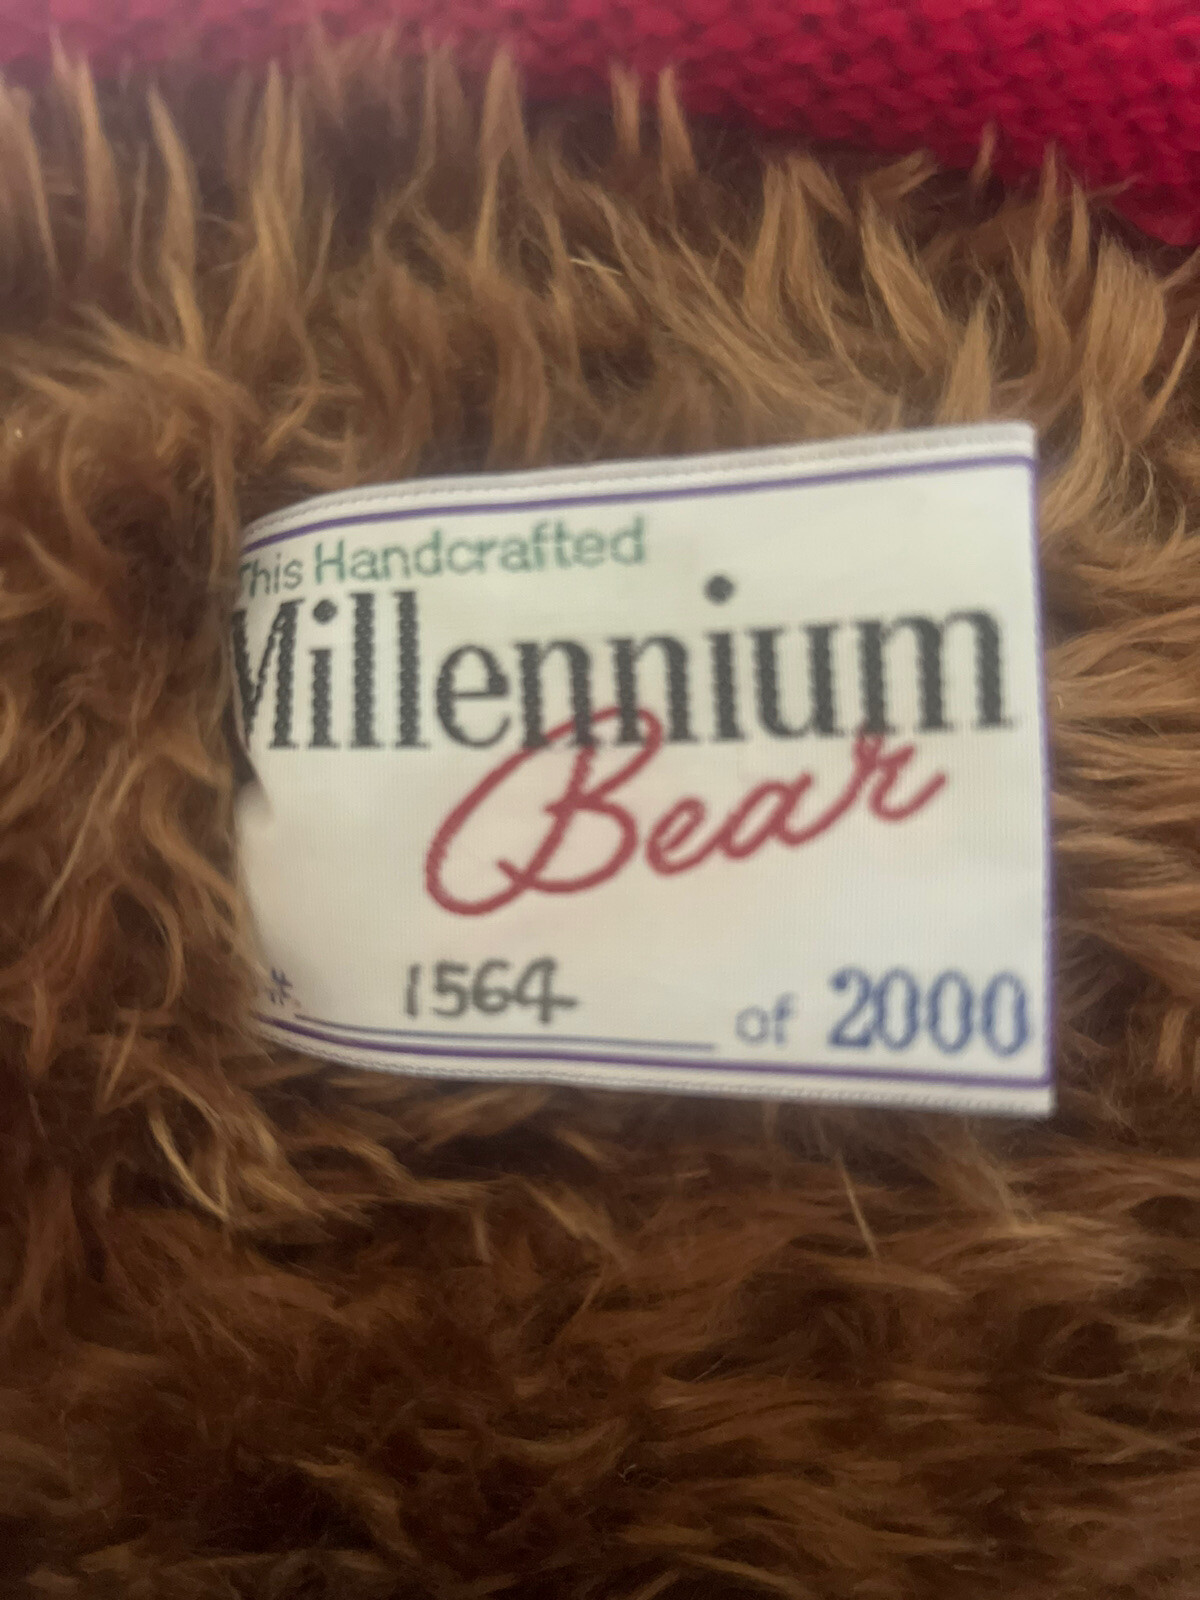 This Handcrafted
Millennium
Bear
#. 1564 of 2000